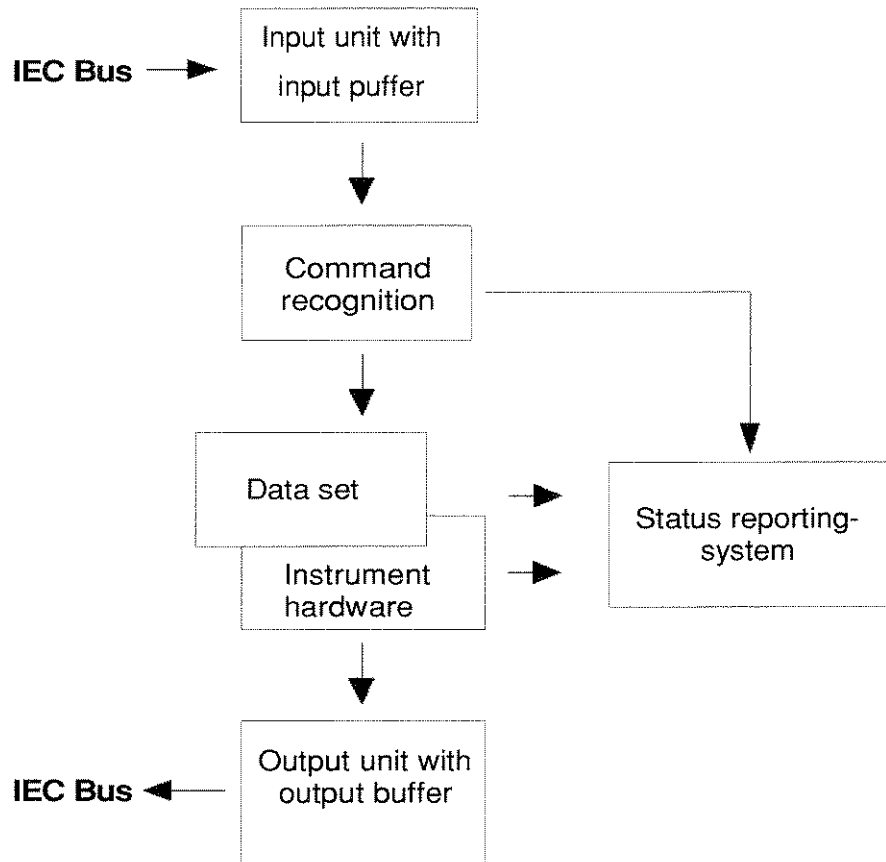 Input unit with
IEC Bus
input puffer
Command
recognition
Data set
Status reporting-
system
Instrument
hardware
Output unit with
IEC Bus
output buffer